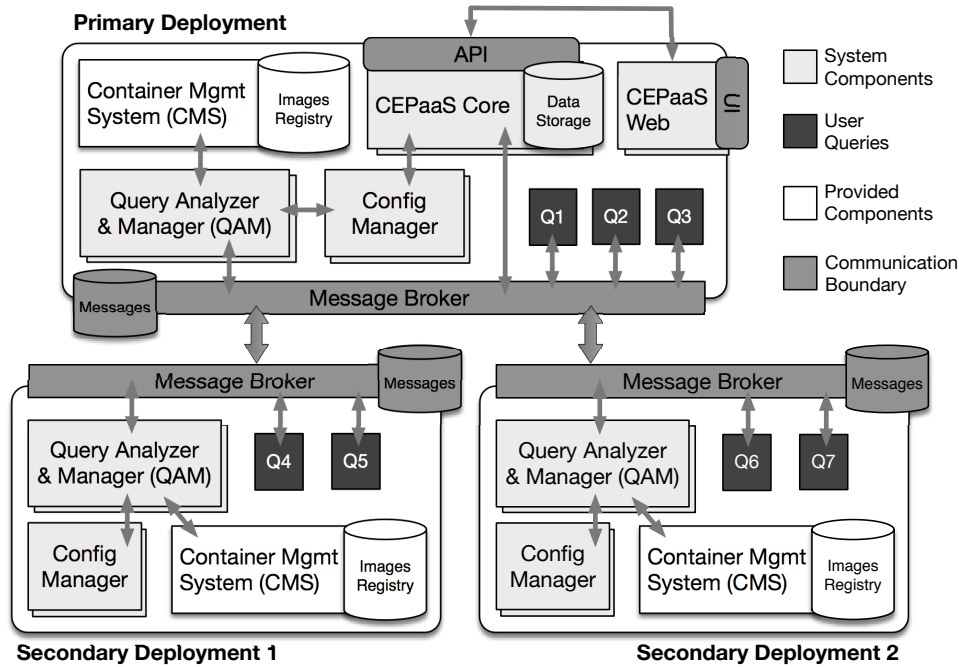 Primary Deployment
API
Container Mgmt
System (CMS)
Images
Registry
CEPaaS Core
Data
Storage
CEPaaS
Web
UI
System
Components
User
Queries
Provided
Components
Communication
Boundary
Query Analyzer
& Manager (QAM)
Config
Manager
Q1
Q2
Q3
Messages
Message Broker
Message Broker
Messages
Query Analyzer
& Manager (QAM)
Q4
Q5
Config
Manager
Container Mgmt
System (CMS)
Images
Registry
Secondary Deployment 1
Message Broker
Messages
Query Analyzer
& Manager (QAM)
Q6
Q7
Config
Manager
Container Mgmt
System (CMS)
Images
Registry
Secondary Deployment 2